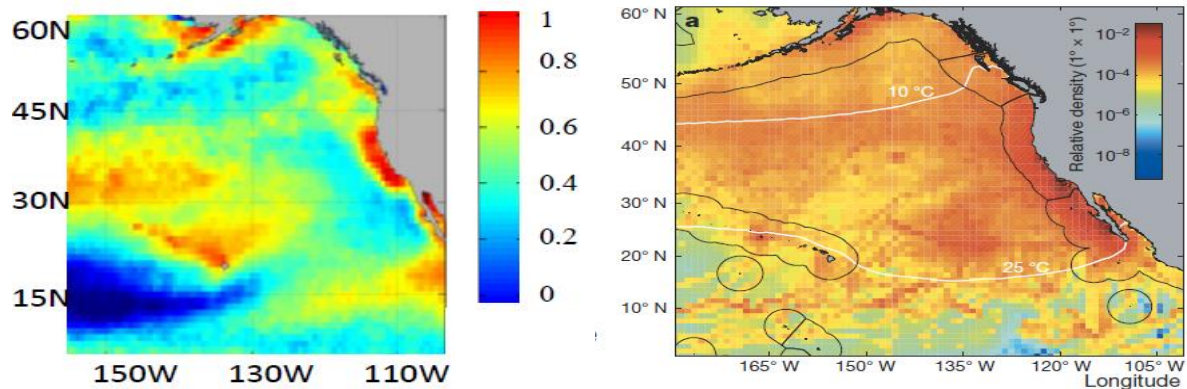 60N
45N
30N
15N
150W 130W 110W
1
0.8
0.6
0.4
0.2
0
a
60° N
50° N
40° N
30° N
20° N
10° N
10 °C
25 °C
Relative density (1° × 1°)
10⁻²
10⁻⁴
10⁻⁶
10⁻⁸
165° W 150° W 135° W 120° W 105° W
Longitude
e